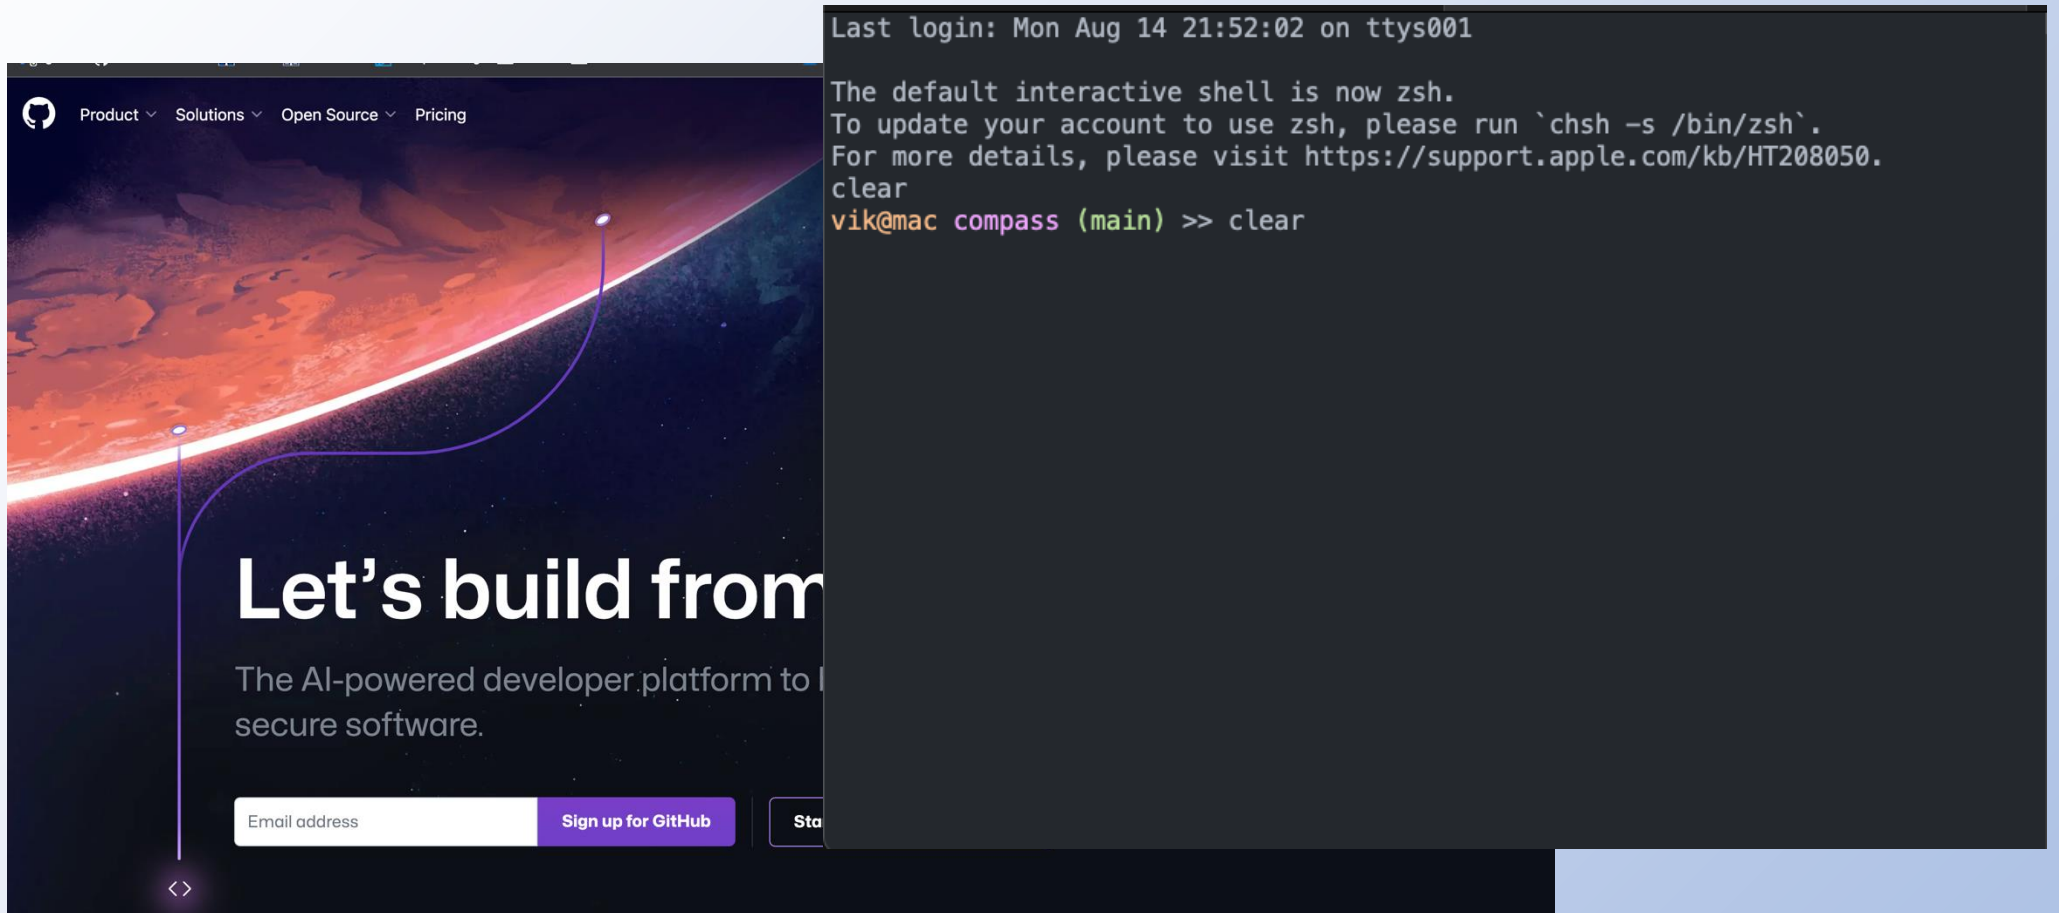 Product Solutions Open Source Pricing
Let's build from
The AI-powered developer platform to
secure software.
Email address
Sign up for GitHub
Last login: Mon Aug 14 21:52:02 on ttys001
The default interactive shell is now zsh.
To update your account to use zsh, please run `chsh -s /bin/zsh`.
For more details, please visit https://support.apple.com/kb/HT208050.
clear
vik@mac compass (main) >> clear